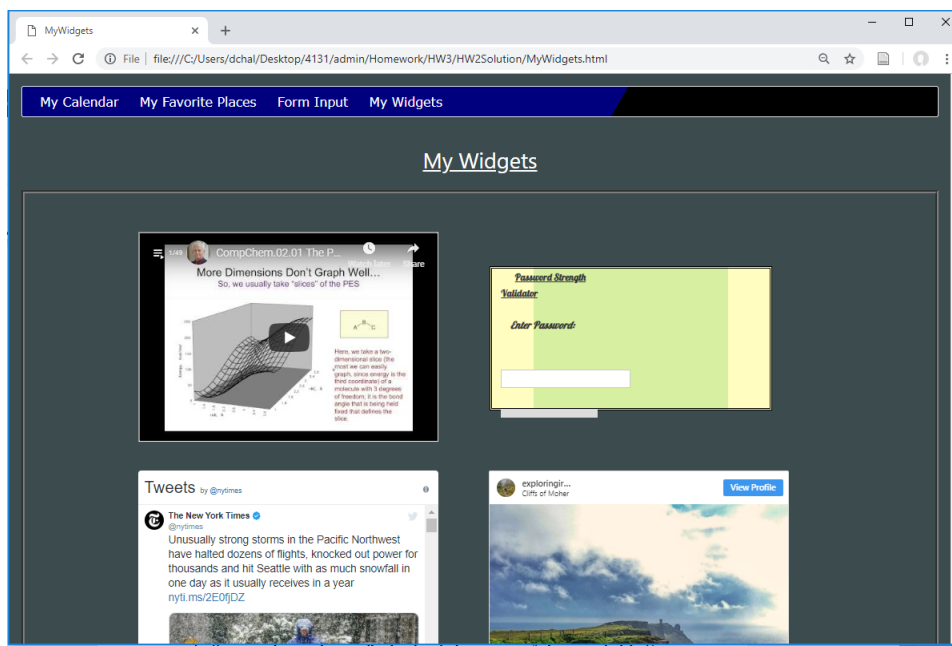 MyWidgets
File | file:///C:/Users/dchal/Desktop/4131/admin/Homework/HW3/HW2Solution/MyWidgets.html
My Calendar My Favorite Places Form Input My Widgets
My Widgets
1/49 CompChem.02.01 The P...
Watch later Share
More Dimensions Don't Graph Well...
So, we usually take "slices" of the PES
A B C
Here, we take a two-
dimensional slice (the
most we can easily
graph, since energy is the
third coordinate) of a
molecule with 3 degrees
of freedom; it is the bond
angle that is being held
fixed that defines the
slice.
Password Strength
Validator
Enter Password:
Tweets by @nytimes
The New York Times
@nytimes
Unusually strong storms in the Pacific Northwest
have halted dozens of flights, knocked out power for
thousands and hit Seattle with as much snowfall in
one day as it usually receives in a year
nyti.ms/2E0fjDZ
exploringir...
Cliffs of Moher
View Profile